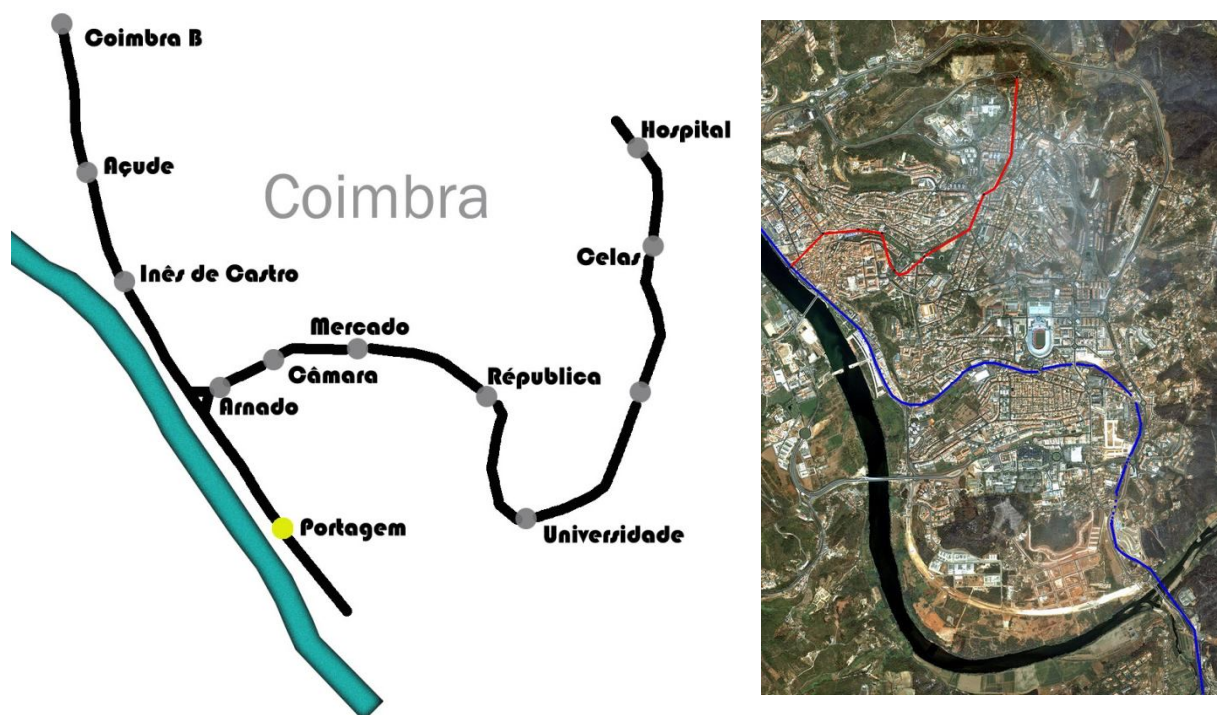 Coimbra B
Açude
Coimbra
Hospital
Celas
Inês de Castro
Mercado
Câmara
Républica
Arnado
Portagem
Universidade